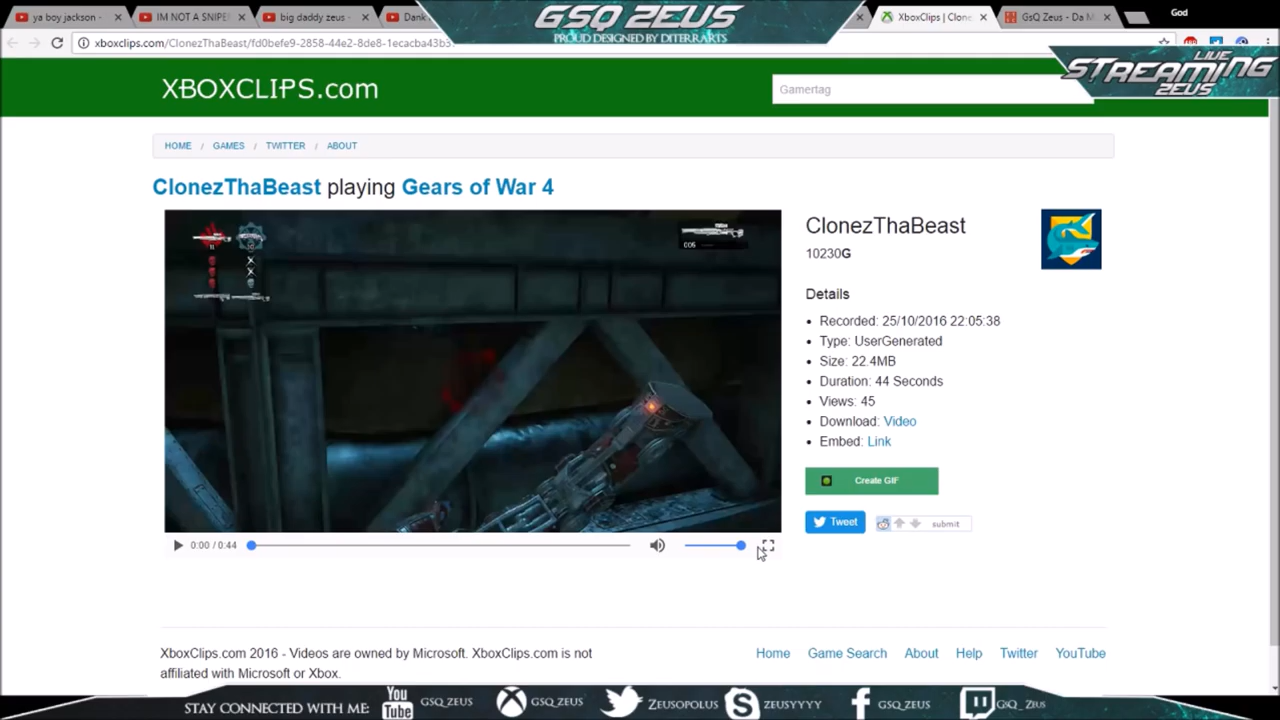 ya boy jackson -
IM NOT A SNIPE
big daddy zeus -
Dank
XboxClips | Clone
GsQ Zeus - Da M
God
GSQ ZEUS
PROUD DESIGNED BY DITERRARTS
xboxclips.com/ClonezThaBeast/fd0befe9-2858-44e2-8de8-1ecacba43b5
LIVE
STREAMING
ZEUS
XBOXCLIPS.com
Gamertag
HOME / GAMES / TWITTER / ABOUT
ClonezThaBeast playing Gears of War 4
005
ClonezThaBeast
10230G
Details
• Recorded: 25/10/2016 22:05:38
• Type: UserGenerated
• Size: 22.4MB
• Duration: 44 Seconds
• Views: 45
• Download: Video
• Embed: Link
Create GIF
Tweet
submit
0:00 / 0:44
XboxClips.com 2016 - Videos are owned by Microsoft. XboxClips.com is not
affiliated with Microsoft or Xbox.
Home Game Search About Help Twitter YouTube
STAY CONNECTED WITH ME:
You
Tube
GSQ_ZEUS
GSQ_ZEUS
ZEUSOPOLUS
ZEUSYYYY
GSQ_ZEUS
GSQ_ ZEUS